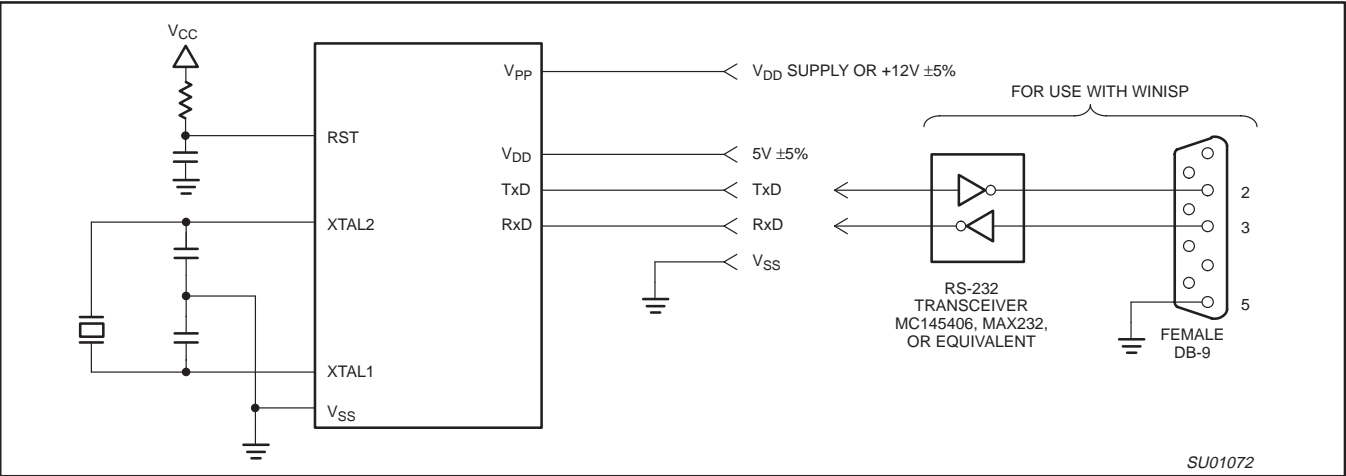 VCC
RST
XTAL2
XTAL1
VSS
VPP
VDD
TxD
RxD
VDD SUPPLY OR +12V ±5%
5V ±5%
TxD
RxD
VSS
FOR USE WITH WINISP
RS-232
TRANSCEIVER
MC145406, MAX232,
OR EQUIVALENT
2
3
5
FEMALE
DB-9
SU01072